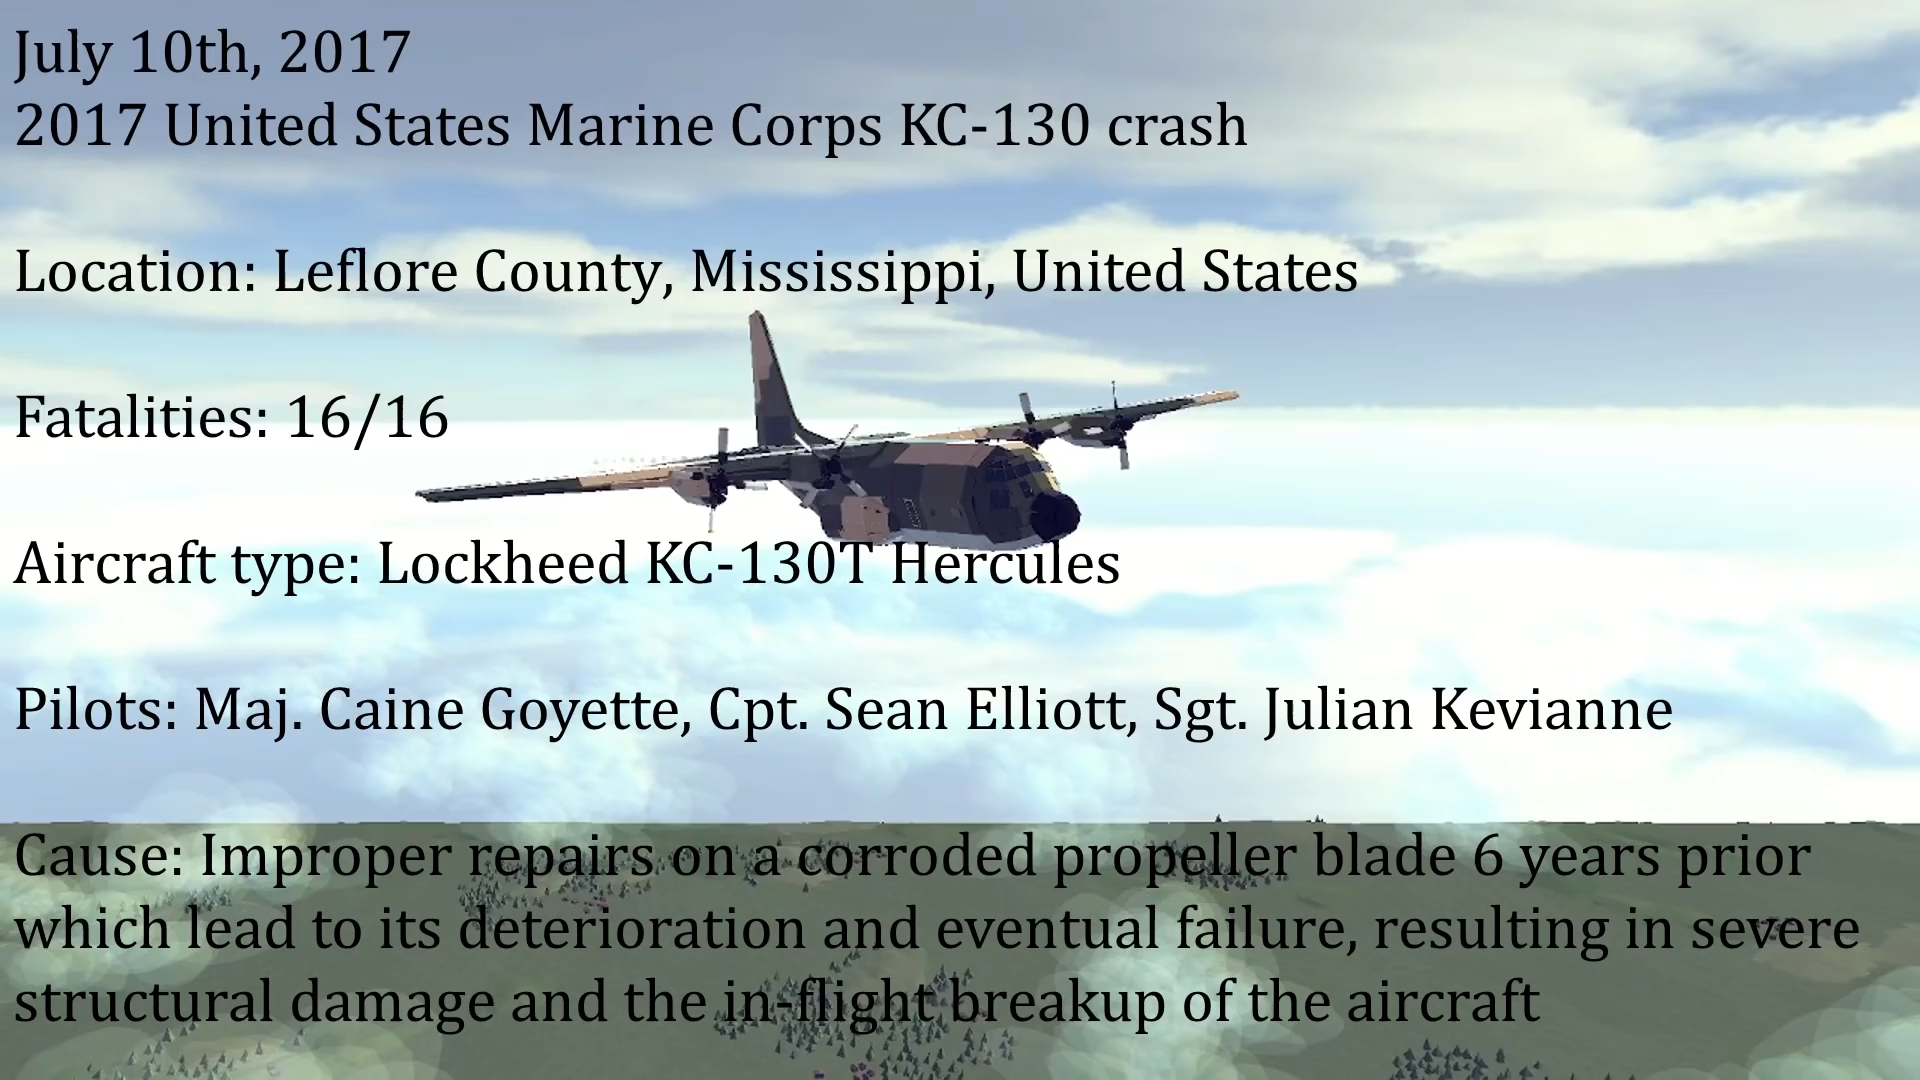 July 10th, 2017
2017 United States Marine Corps KC-130 crash
Location: Leflore County, Mississippi, United States
Fatalities: 16/16
Aircraft type: Lockheed KC-130T Hercules
Pilots: Maj. Caine Goyette, Cpt. Sean Elliott, Sgt. Julian Kevianne
Cause: Improper repairs on a corroded propeller blade 6 years prior
which lead to its deterioration and eventual failure, resulting in severe
structural damage and the in-flight breakup of the aircraft